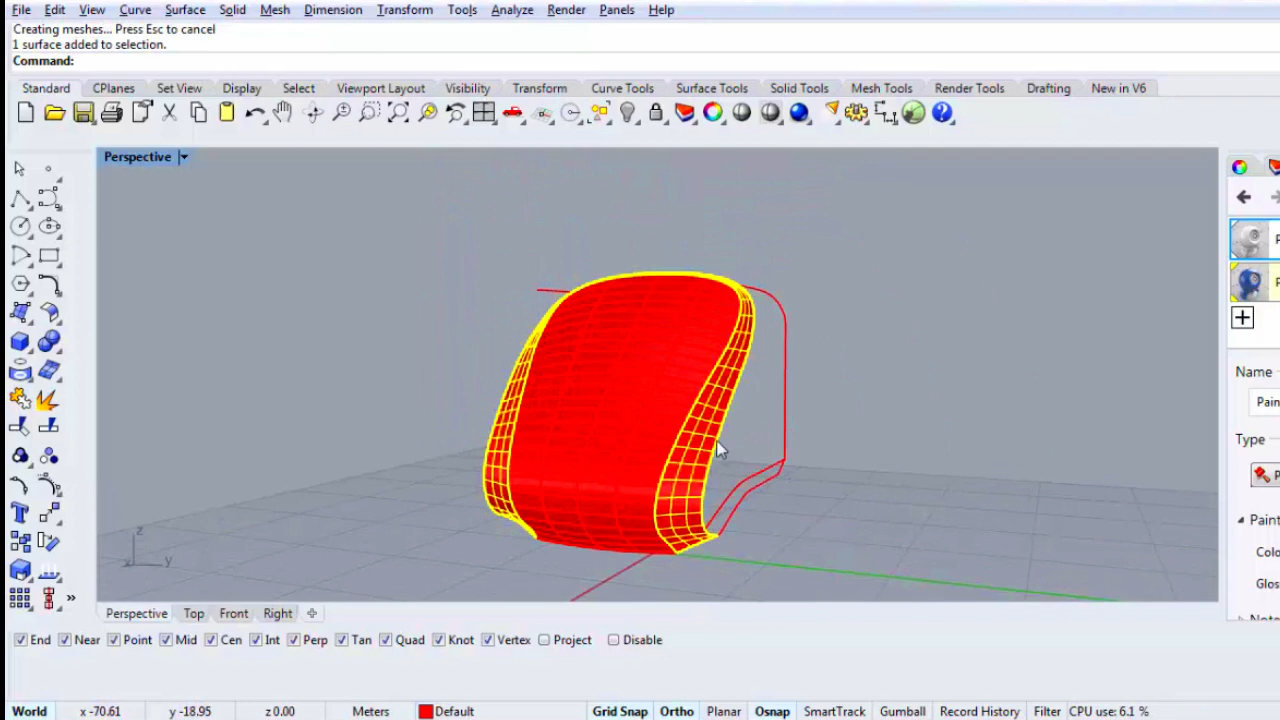 File Edit View Curve Surface Solid Mesh Dimension Transform Tools Analyze Render Panels Help
Creating meshes... Press Esc to cancel
1 surface added to selection.
Command:
Standard CPlanes Set View Display Select Viewport Layout Visibility Transform Curve Tools Surface Tools Solid Tools Mesh Tools Render Tools Drafting New in V6
Perspective
P
P
Name
Pain
Type
P
Pain
Colo
Glos
z
x y
Perspective Top Front Right
End Near Point Mid Cen Int Perp Tan Quad Knot Vertex Project Disable
World x -70.61 y -18.95 z 0.00 Meters Default Grid Snap Ortho Planar Osnap SmartTrack Gumball Record History Filter CPU use: 6.1 %